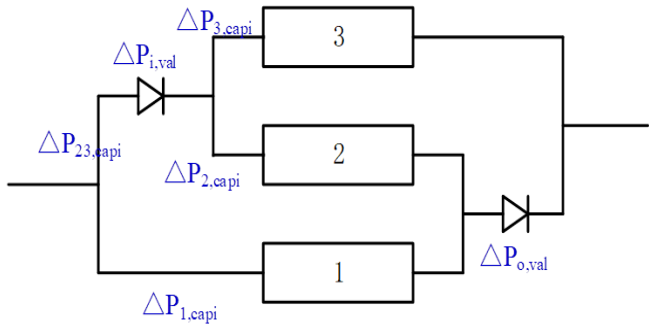 △P3,capi
3
△Pi,val
△P23,capi
2
△P2,capi
△Po,val
1
△P1,capi